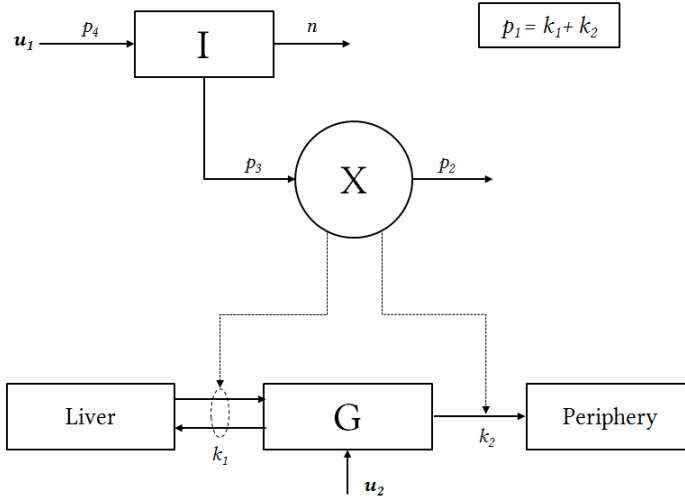 u₁
p₄
I
n
p₁ = k₁ + k₂
p₃
X
p₂
Liver
k₁
G
k₂
Periphery
u₂